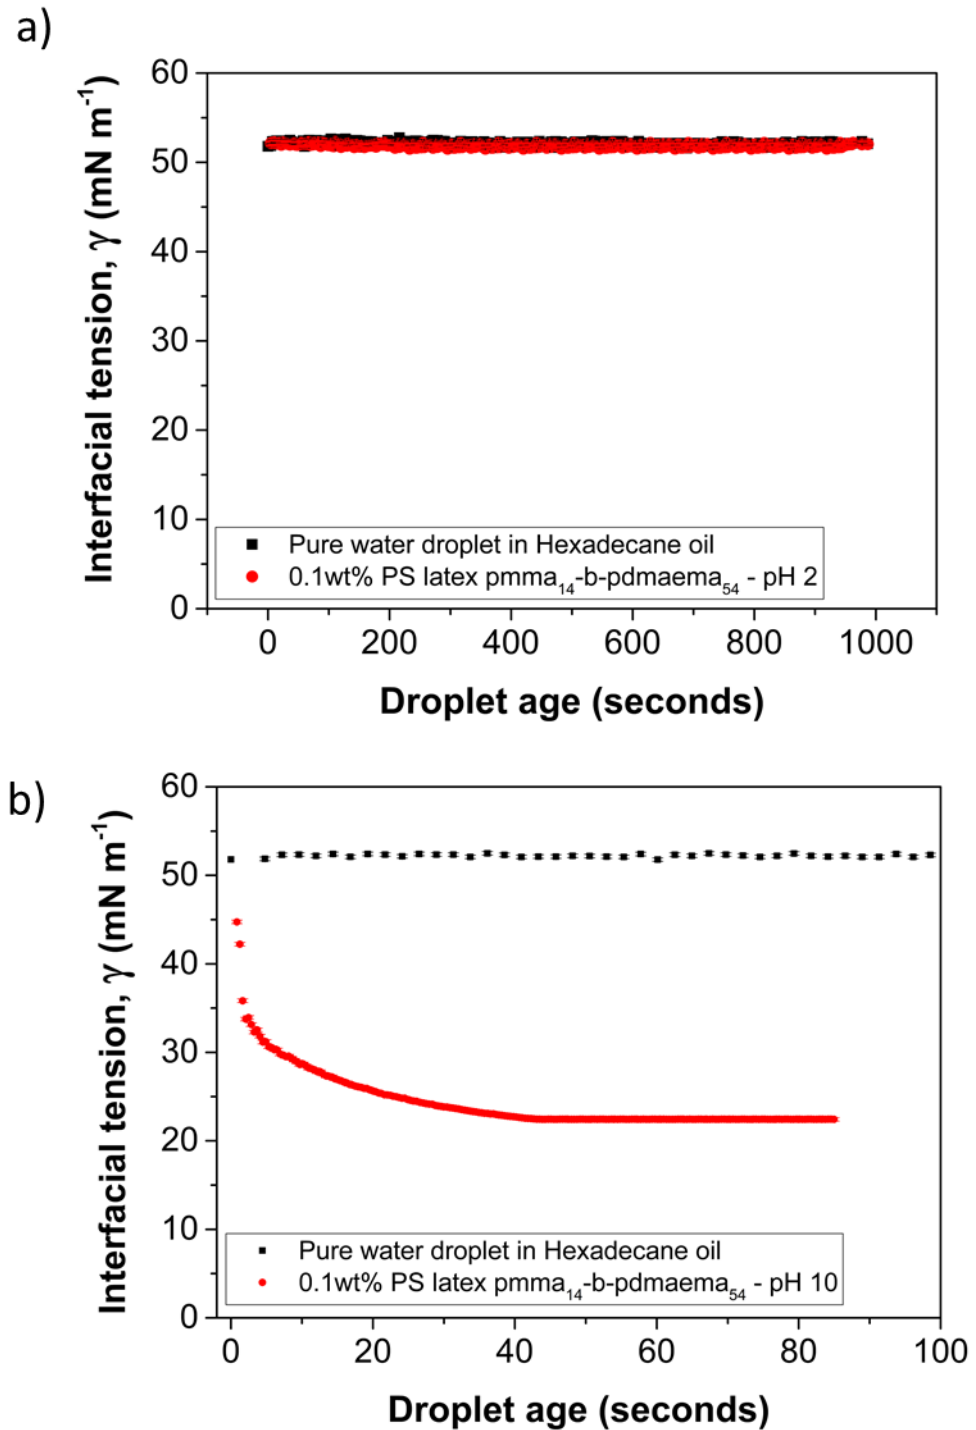 a)
Interfacial tension, γ (mN m⁻¹)
60
50
40
30
20
10
0
Pure water droplet in Hexadecane oil
0.1wt% PS latex pmma₁₄-b-pdmaema₅₄ - pH 2
0 200 400 600 800 1000
Droplet age (seconds)
b)
Interfacial tension, γ (mN m⁻¹)
60
50
40
30
20
10
0
Pure water droplet in Hexadecane oil
0.1wt% PS latex pmma₁₄-b-pdmaema₅₄ - pH 10
0 20 40 60 80 100
Droplet age (seconds)